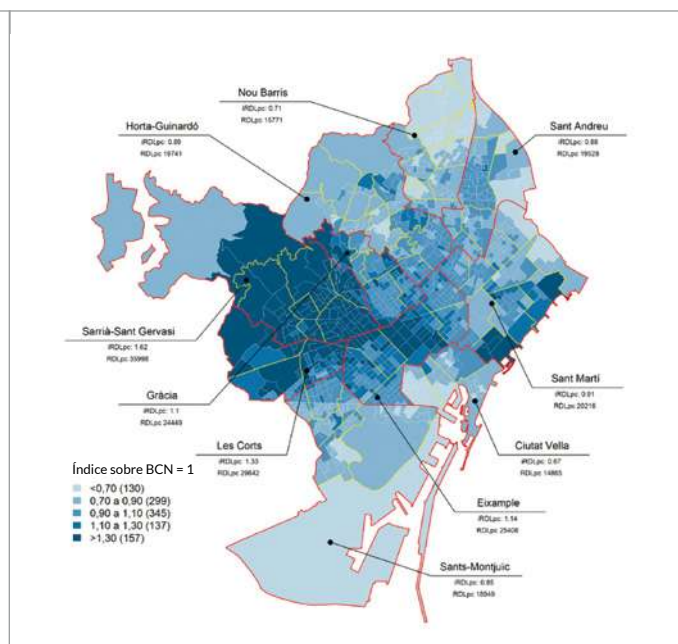 Nou Barris
iRDLpc: 0.71
RDLpc 15771
Horta-Guinardó
iRDLpc: 0.89
RDLpc 19741
Sant Andreu
iRDLpc: 0.88
RDLpc 19528
Sarrià-Sant Gervasi
iRDLpc: 1.62
RDLpc 35998
Gràcia
iRDLpc: 1.1
RDLpc 24449
Sant Martí
iRDLpc: 0.91
RDLpc 20218
Les Corts
iRDLpc: 1.33
RDLpc 29642
Ciutat Vella
iRDLpc: 0.67
RDLpc 14865
Eixample
iRDLpc: 1.14
RDLpc 25408
Sants-Montjuïc
iRDLpc: 0.85
RDLpc 18949
Índice sobre BCN = 1
<0,70 (130)
0,70 a 0,90 (299)
0,90 a 1,10 (345)
1,10 a 1,30 (137)
>1,30 (157)